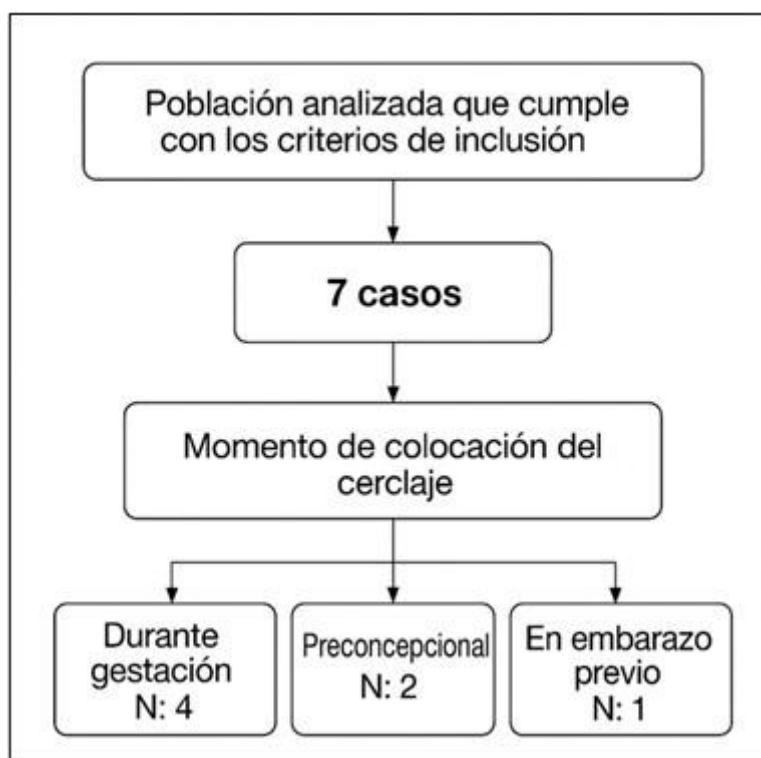 Población analizada que cumple
con los criterios de inclusión
7 casos
Momento de colocación del
cerclaje
Durante
gestación
N: 4
Preconcepcional
N: 2
En embarazo
previo
N: 1